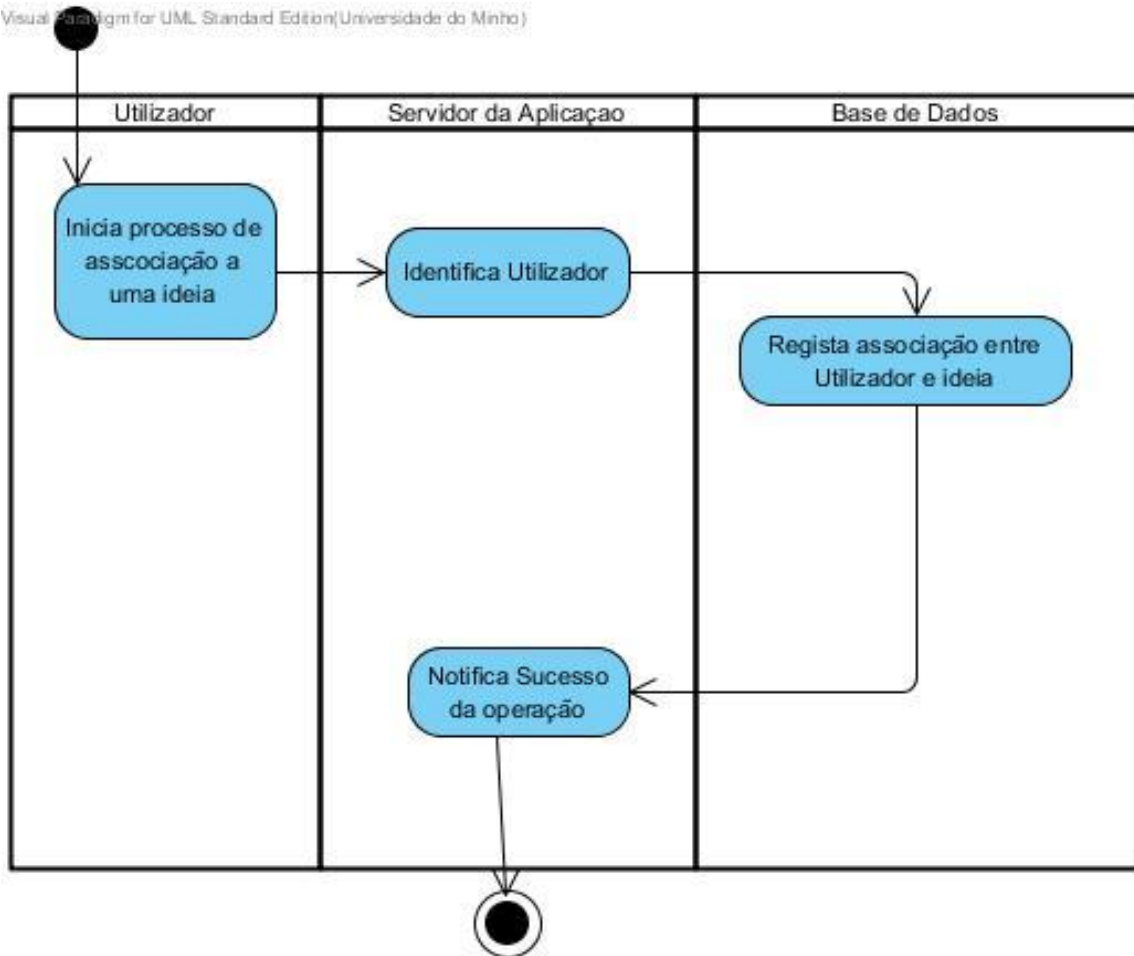 Visual Paradigm for UML Standard Edition(Universidade do Minho)
Utilizador
Servidor da Aplicaçao
Base de Dados
Inicia processo de
asscociação a
uma ideia
Identifica Utilizador
Regista associação entre
Utilizador e ideia
Notifica Sucesso
da operação